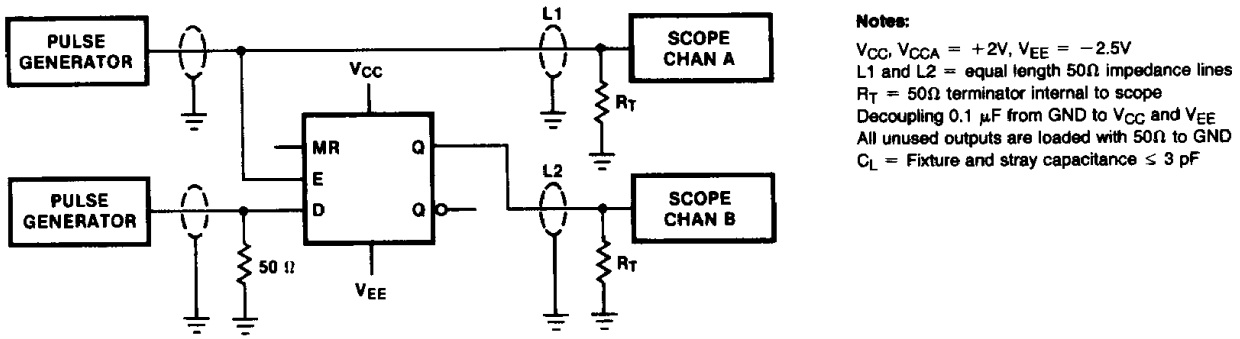 PULSE
GENERATOR
L1
SCOPE
CHAN A
VCC
RT
MR
Q
E
D
Q
L2
PULSE
GENERATOR
SCOPE
CHAN B
50 Ω
RT
VEE
Notes:
VCC, VCCA = +2V, VEE = −2.5V
L1 and L2 = equal length 50Ω impedance lines
RT = 50Ω terminator internal to scope
Decoupling 0.1 μF from GND to VCC and VEE
All unused outputs are loaded with 50Ω to GND
CL = Fixture and stray capacitance ≤ 3 pF